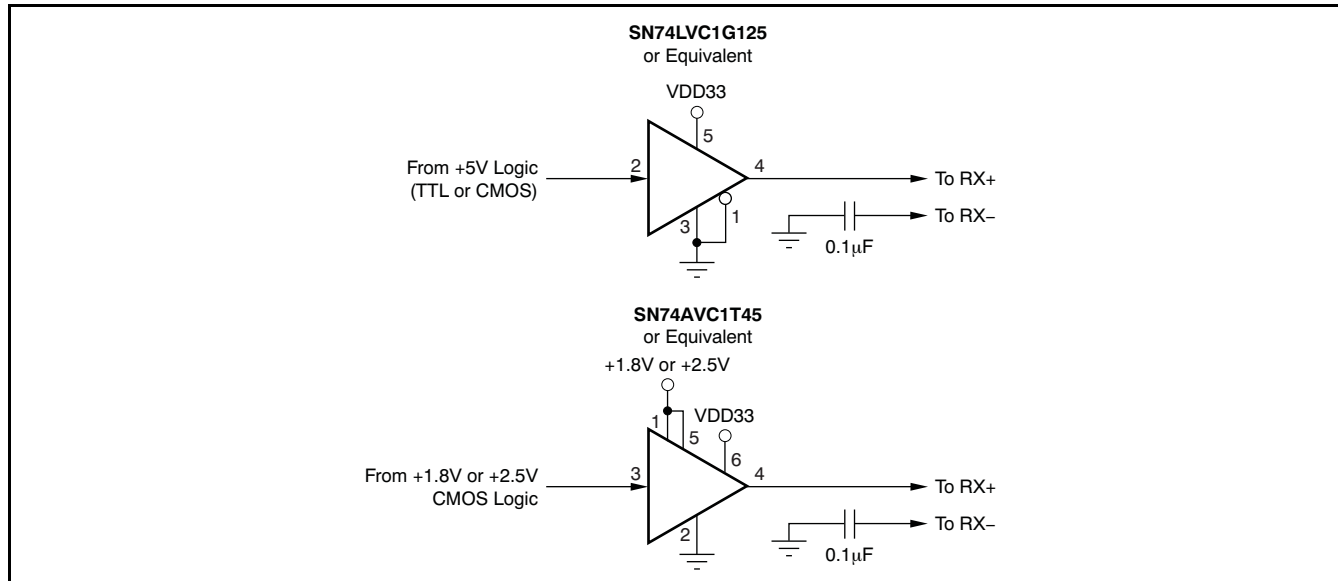 SN74LVC1G125
or Equivalent
VDD33
5
From +5V Logic
(TTL or CMOS)
2
4
To RX+
1
3
To RX−
0.1μF
SN74AVC1T45
or Equivalent
+1.8V or +2.5V
VDD33
1
5
6
From +1.8V or +2.5V
CMOS Logic
3
4
To RX+
2
To RX−
0.1μF